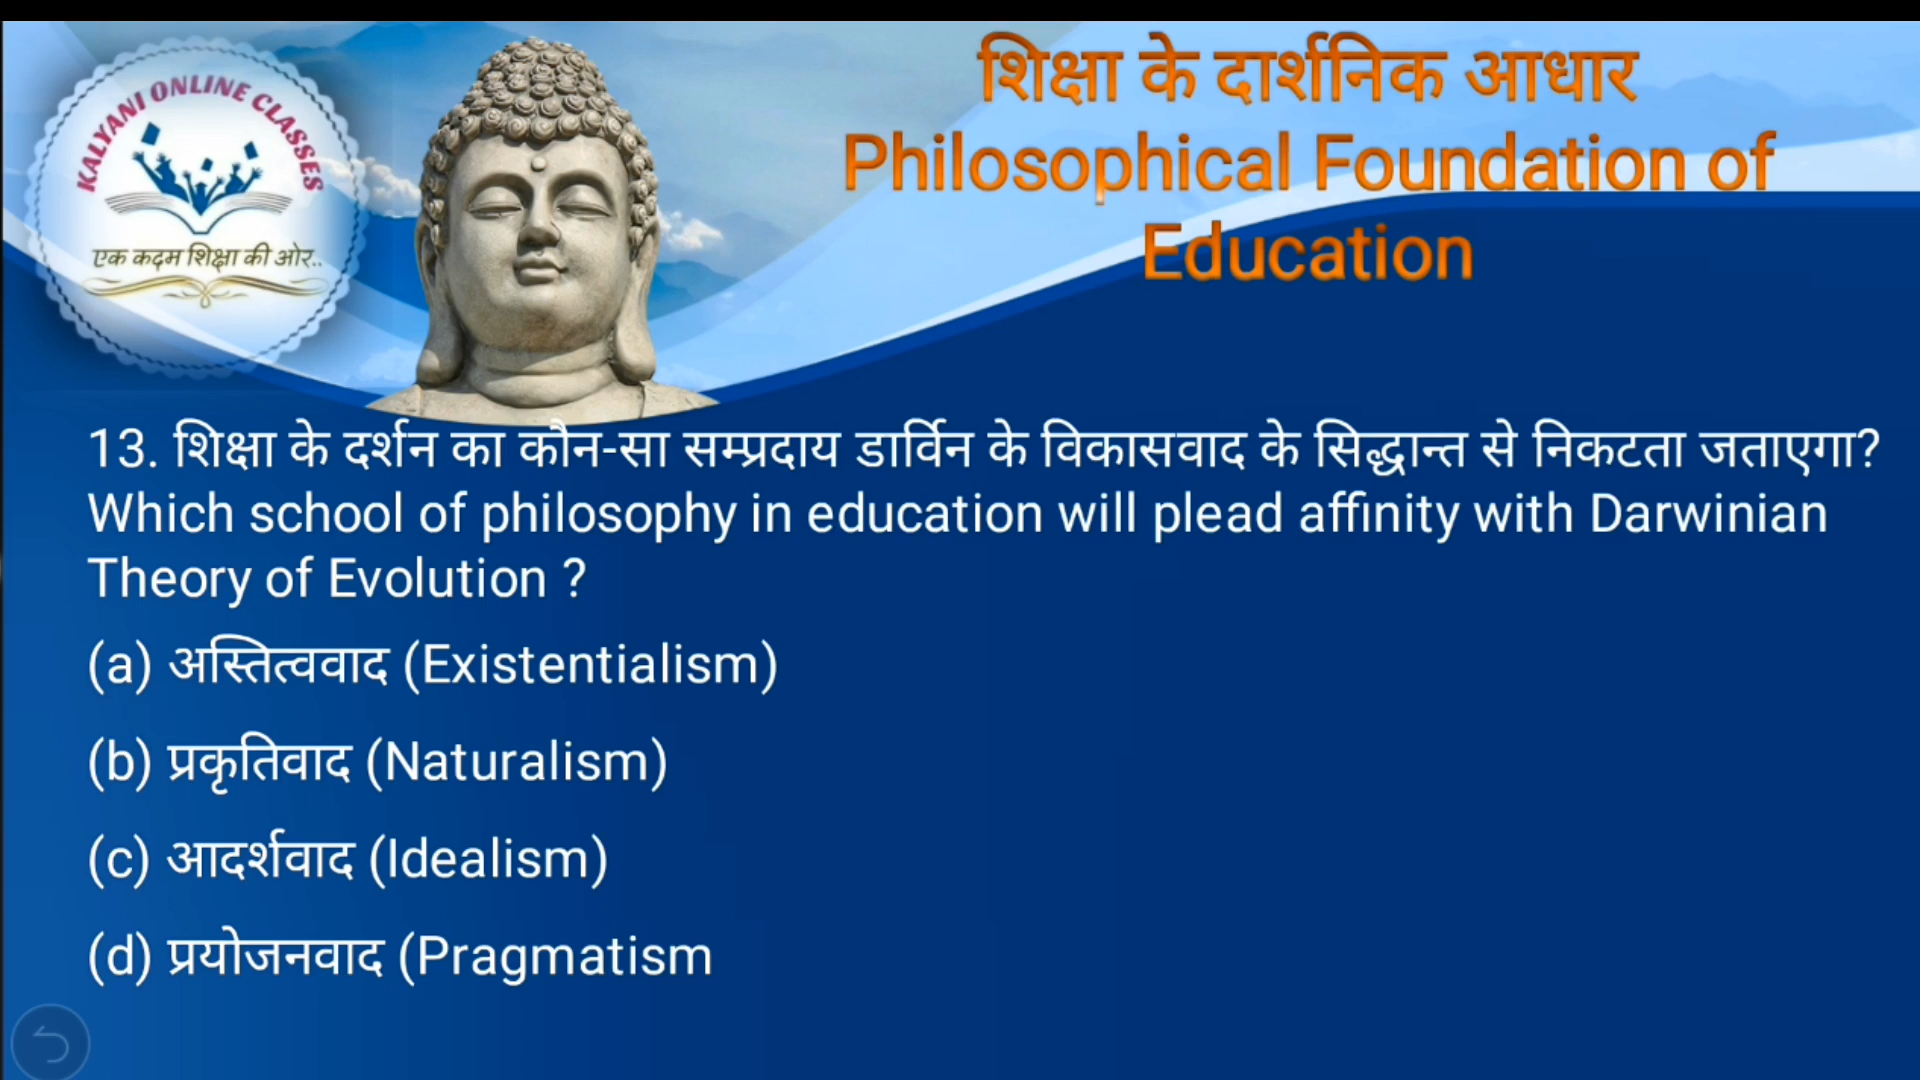 KALYANI ONLINE CLASSES
एक कदम शिक्षा की ओर..
शिक्षा के दार्शनिक आधार
Philosophical Foundation of
Education
13. शिक्षा के दर्शन का कौन-सा सम्प्रदाय डार्विन के विकासवाद के सिद्धान्त से निकटता जताएगा?
Which school of philosophy in education will plead affinity with Darwinian
Theory of Evolution ?
(a) अस्तित्ववाद (Existentialism)
(b) प्रकृतिवाद (Naturalism)
(c) आदर्शवाद (Idealism)
(d) प्रयोजनवाद (Pragmatism